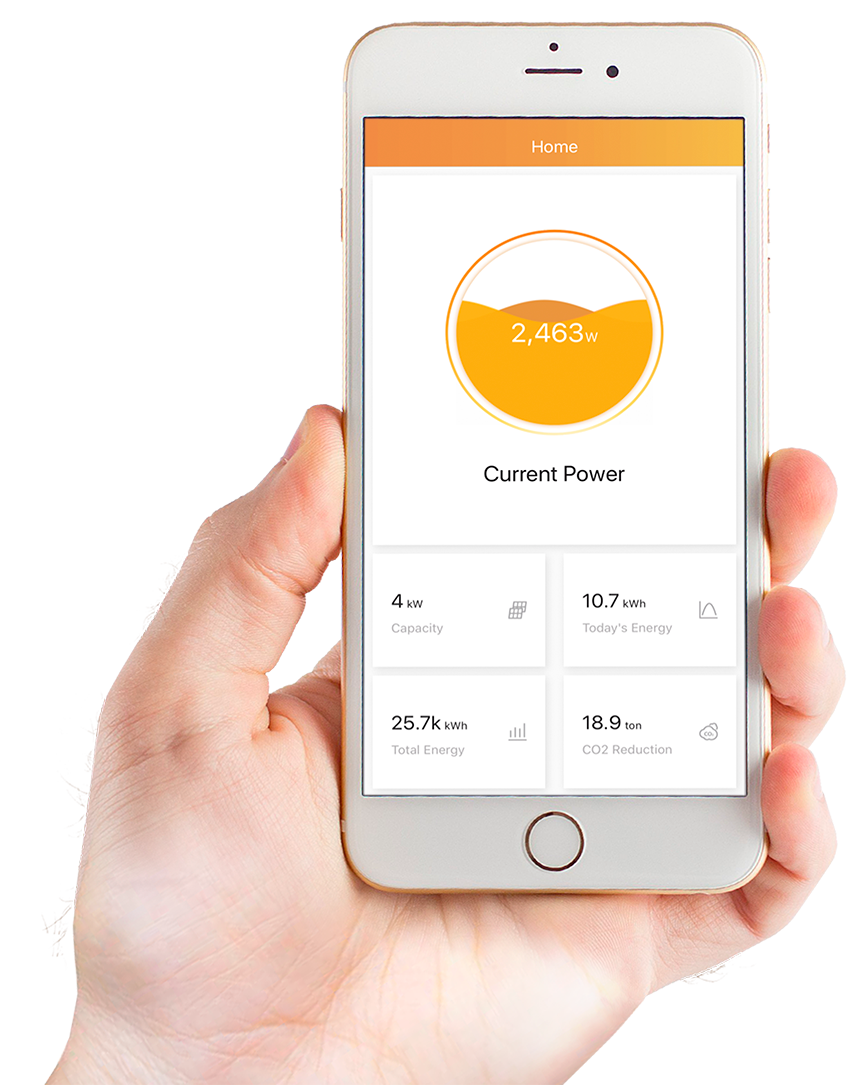 Home
2,463W
Current Power
4 kW
Capacity
10.7 kWh
Today's Energy
25.7k kWh
Total Energy
18.9 ton
CO2 Reduction
CO₂